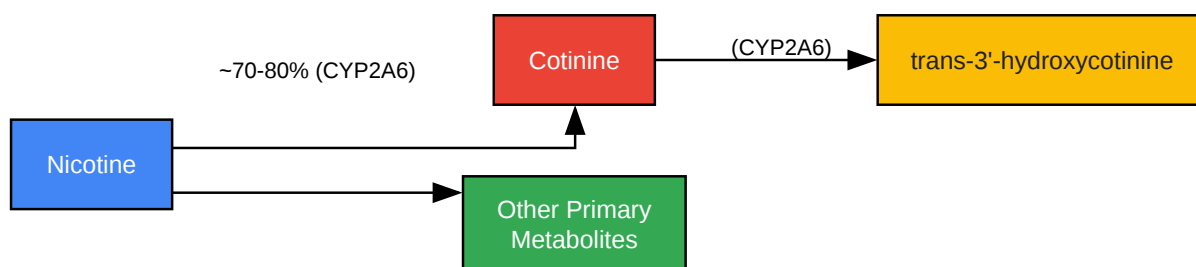 ~70-80% (CYP2A6)
Cotinine
(CYP2A6)
trans-3'-hydroxycotinine
Nicotine
Other Primary
Metabolites